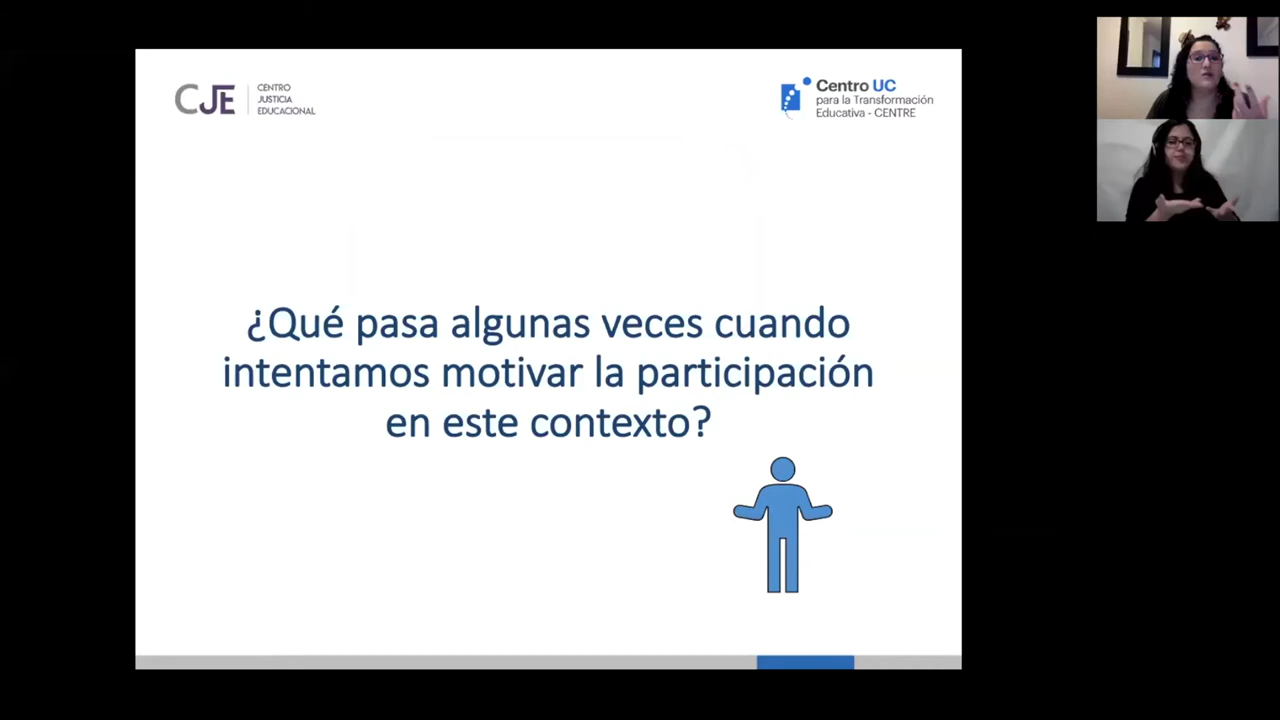 CJE
CENTRO
JUSTICIA
EDUCACIONAL
Centro UC
para la Transformación
Educativa - CENTRE
¿Qué pasa algunas veces cuando
intentamos motivar la participación
en este contexto?